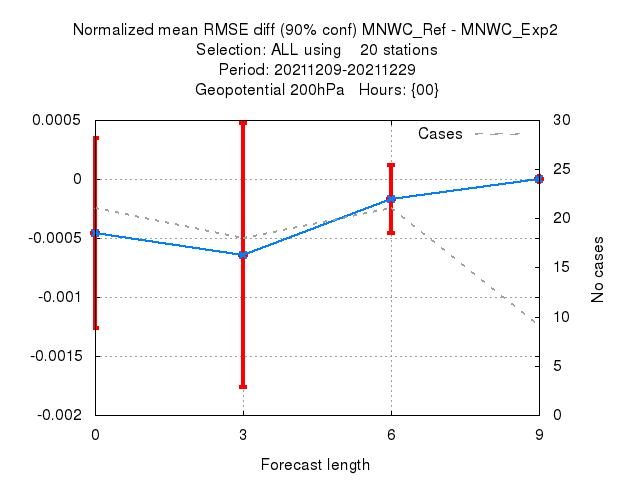 Normalized mean RMSE diff (90% conf) MNWC_Ref - MNWC_Exp2
Selection: ALL using    20 stations
Period: 20211209-20211229
Geopotential 200hPa   Hours: {00}
Cases
0.0005
0
-0.0005
-0.001
-0.0015
-0.002
30
25
20
15
10
5
0
No cases
0
3
6
9
Forecast length